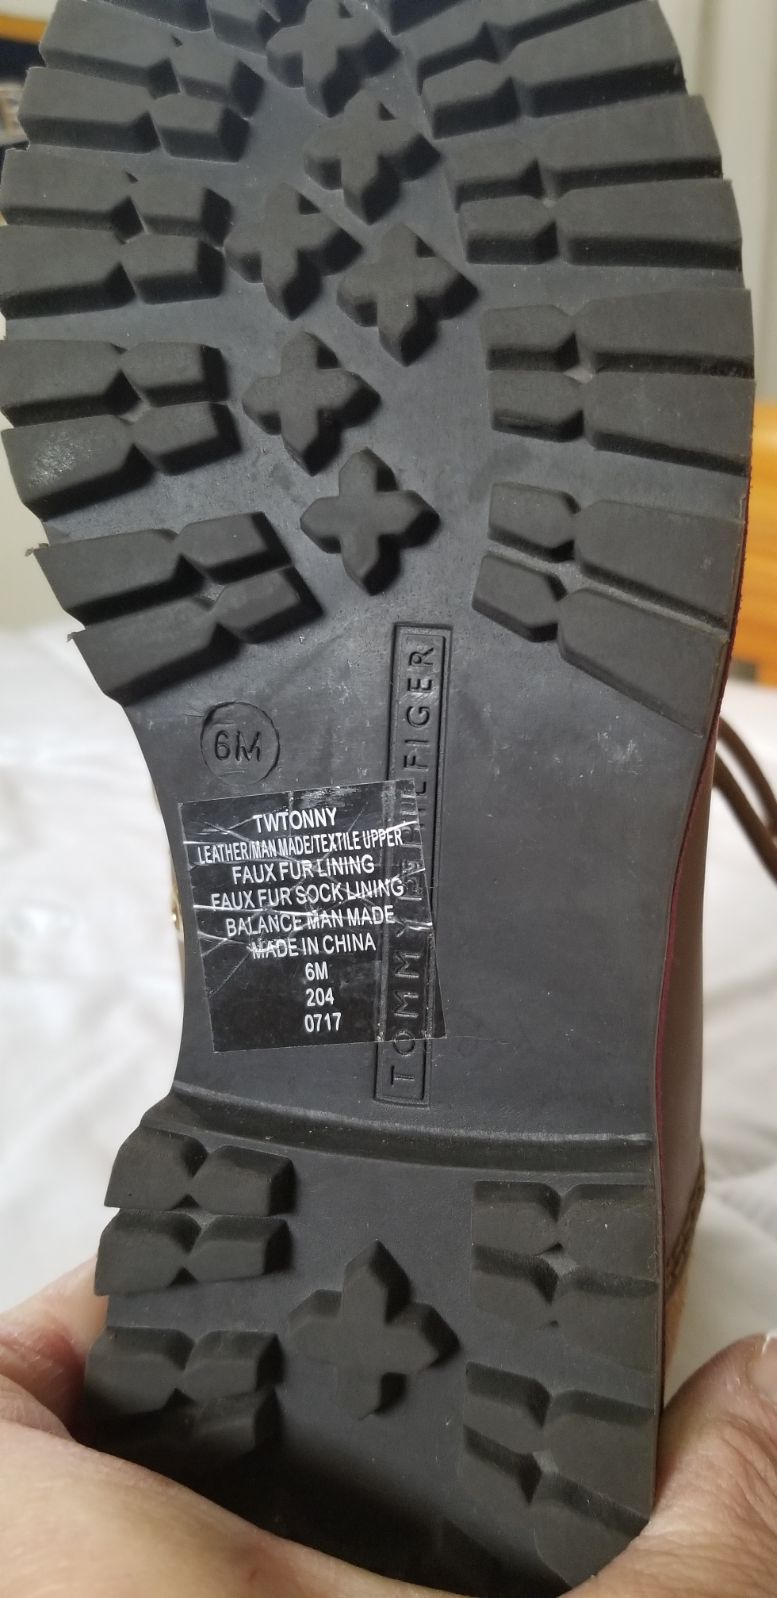 6M
TOMMY HILFIGER
TWTONNY
LEATHER/MAN MADE/TEXTILE UPPER
FAUX FUR LINING
FAUX FUR SOCK LINING
BALANCE MAN MADE
MADE IN CHINA
6M
204
0717